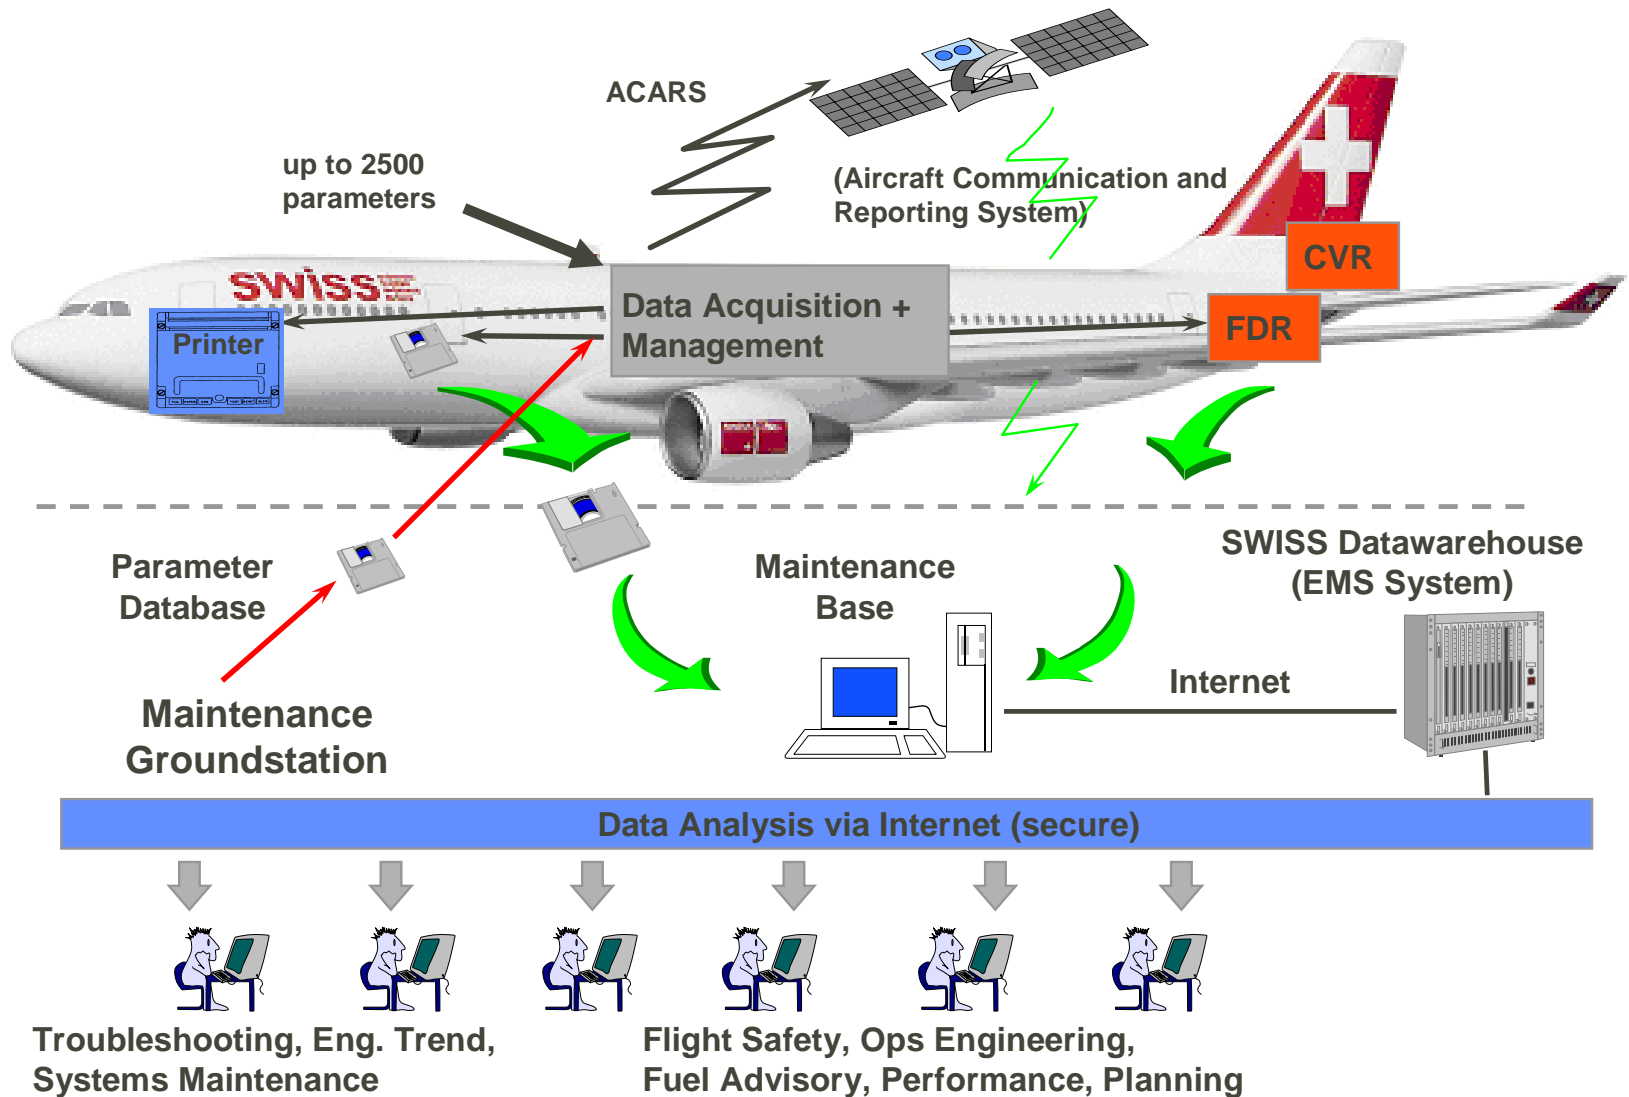 ACARS
up to 2500
parameters
(Aircraft Communication and
Reporting System)
CVR
swiss
Data Acquisition +
Management
FDR
Printer
Parameter
Database
Maintenance
Base
SWISS Datawarehouse
(EMS System)
Internet
Maintenance
Groundstation
Data Analysis via Internet (secure)
Troubleshooting, Eng. Trend,
Systems Maintenance
Flight Safety, Ops Engineering,
Fuel Advisory, Performance, Planning